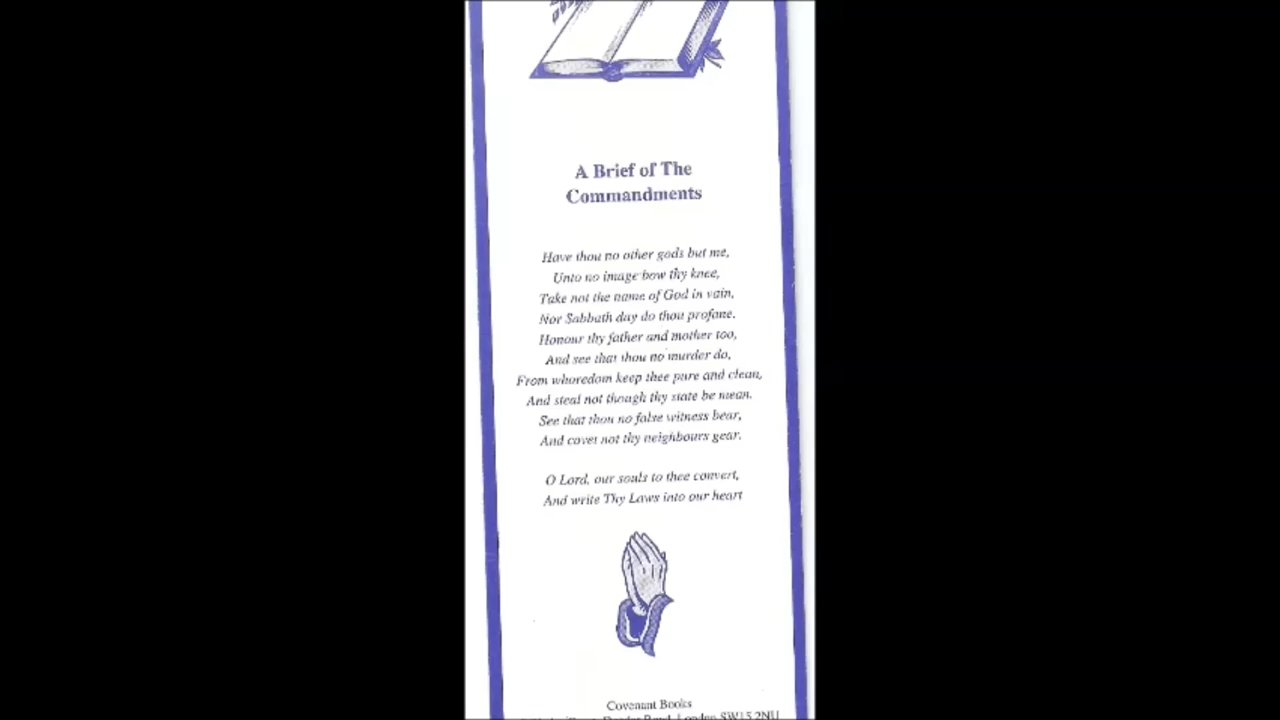 A Brief of The
Commandments
Have thou no other gods but me,
Unto no image bow thy knee,
Take not the name of God in vain,
Nor Sabbath day do thou profane.
Honour thy father and mother too,
And see that thou no murder do,
From whoredom keep thee pure and clean,
And steal not though thy state be mean.
See that thou no false witness bear,
And covet not thy neighbours gear.
O Lord, our souls to thee convert,
And write Thy Laws into our heart
Covenant Books
Road, London SW15 2NU